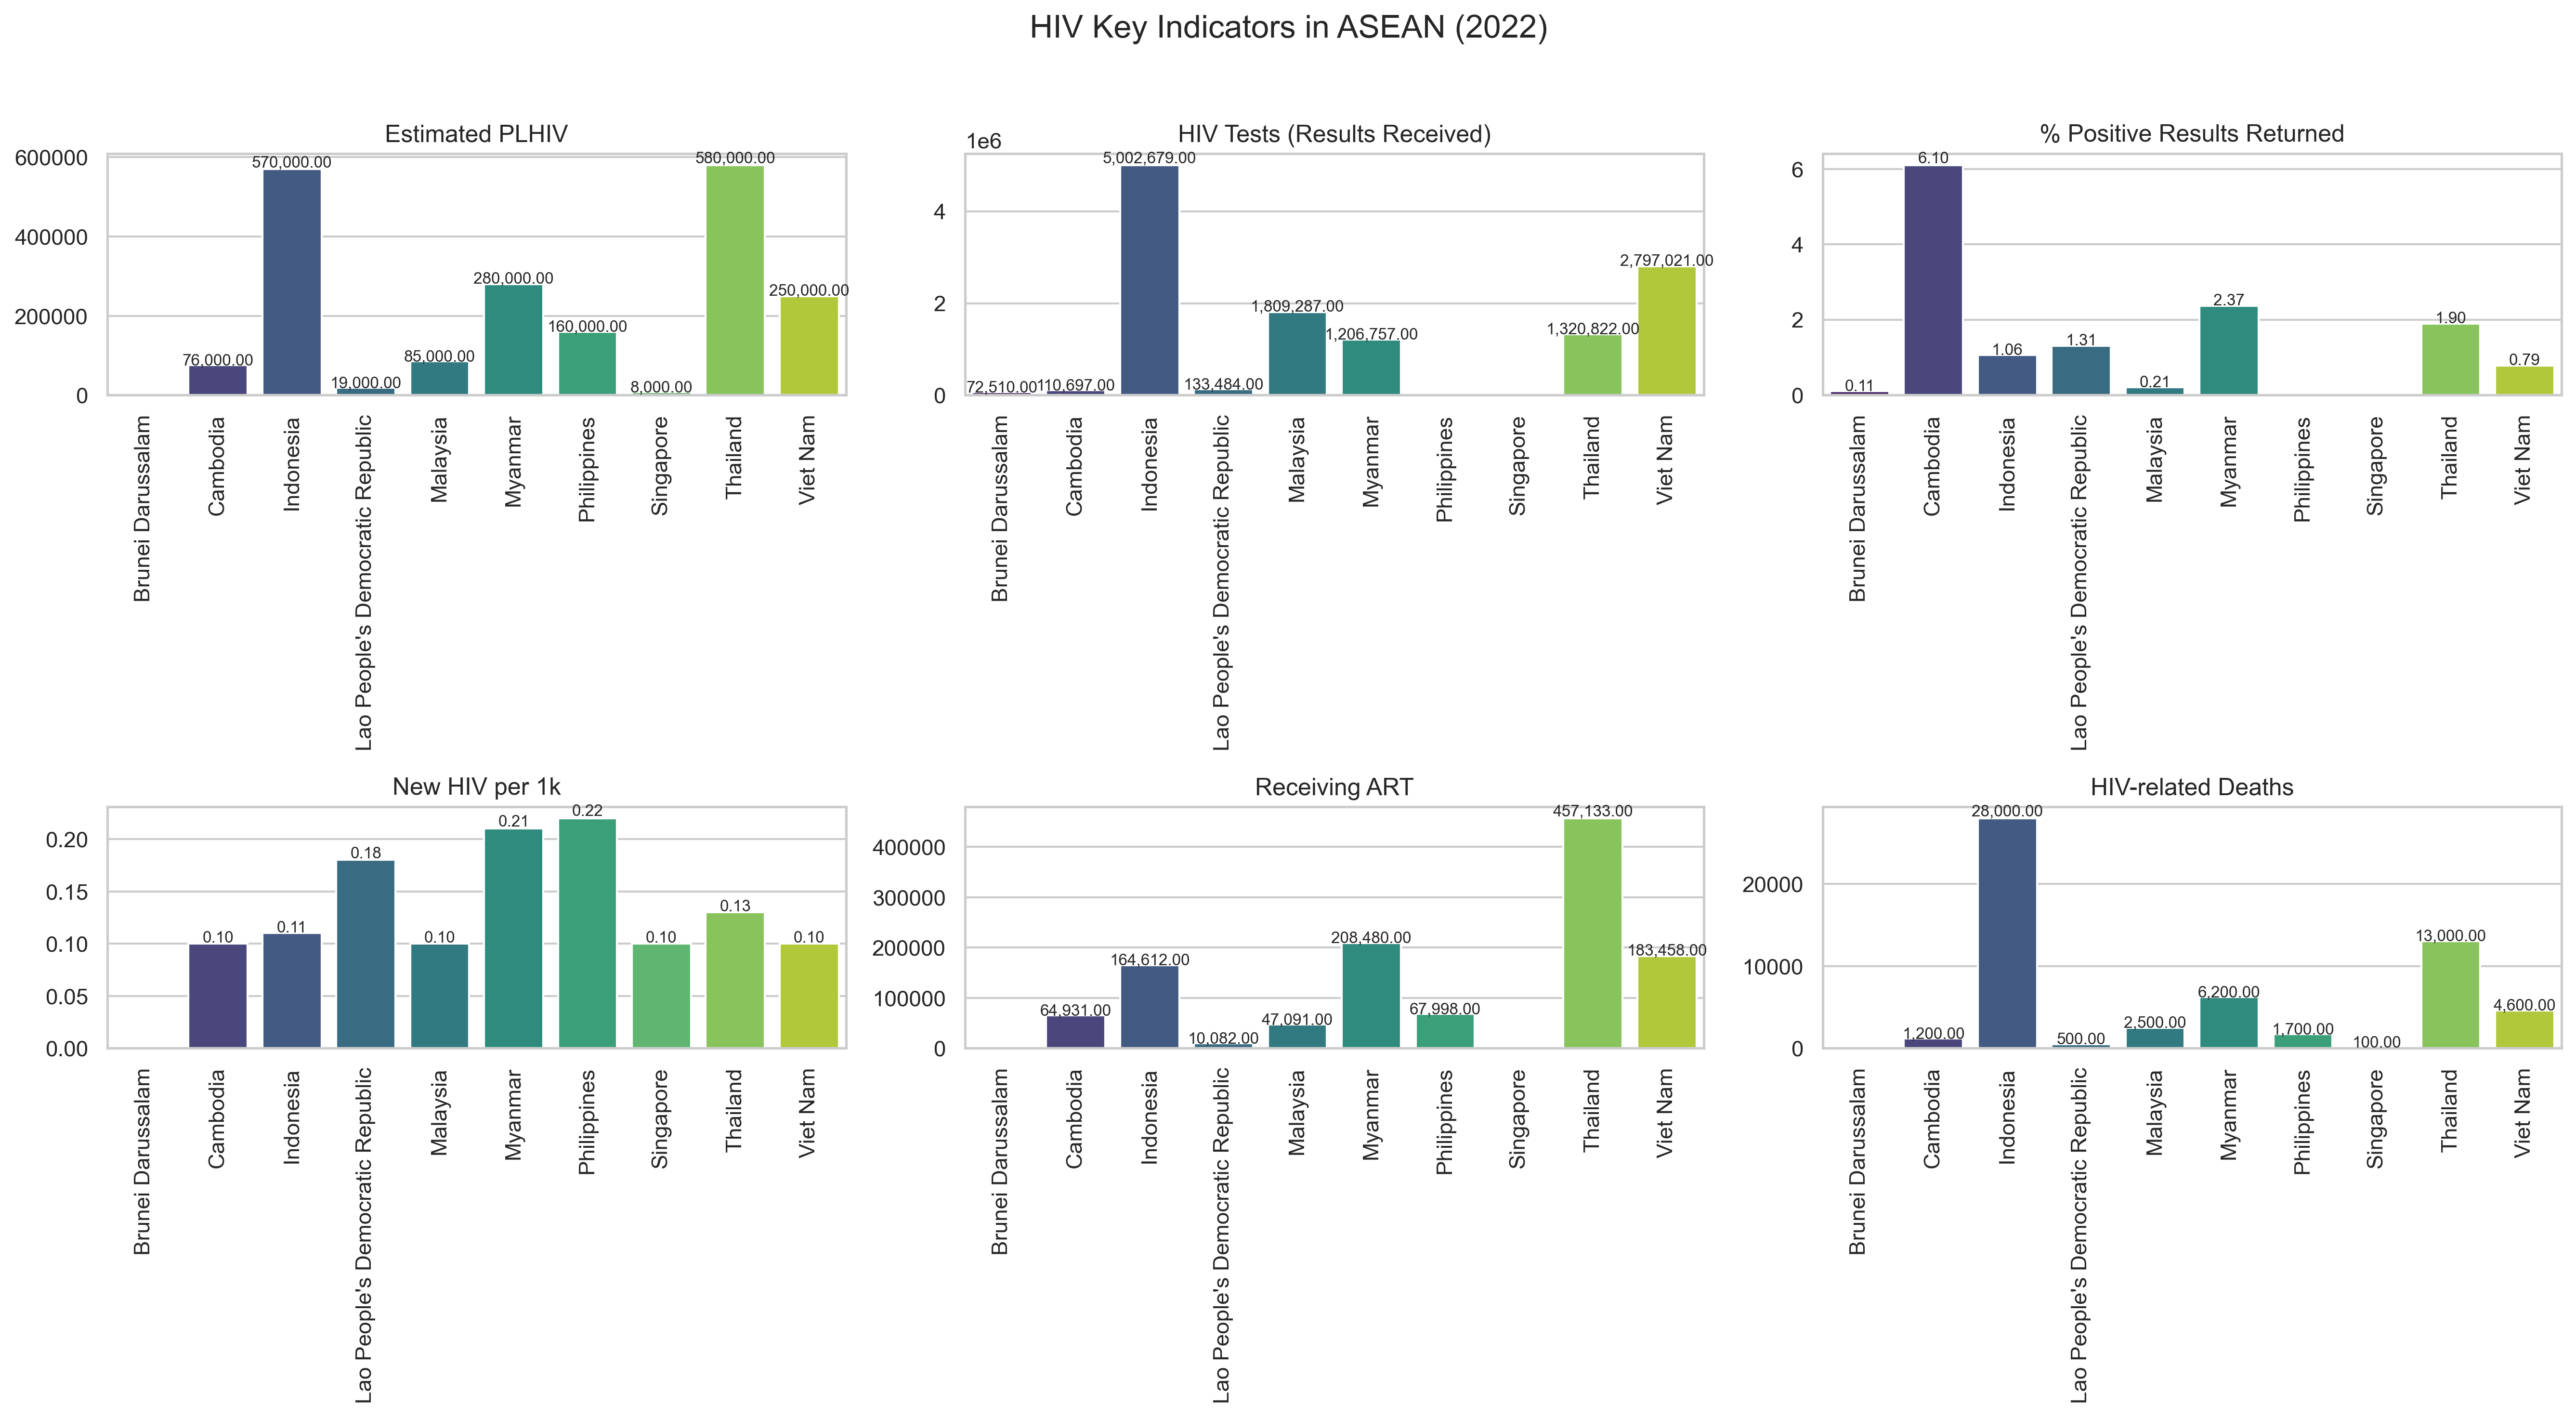 HIV Key Indicators in ASEAN (2022)
Estimated PLHIV
600000
400000
200000
0
76,000.00
570,000.00
19,000.00
85,000.00
280,000.00
160,000.00
8,000.00
580,000.00
250,000.00
Brunei Darussalam
Cambodia
Indonesia
Lao People's Democratic Republic
Malaysia
Myanmar
Philippines
Singapore
Thailand
Viet Nam
HIV Tests (Results Received)
1e6
4
2
0
72,510.00
110,697.00
5,002,679.00
133,484.00
1,809,287.00
1,206,757.00
1,320,822.00
2,797,021.00
Brunei Darussalam
Cambodia
Indonesia
Lao People's Democratic Republic
Malaysia
Myanmar
Philippines
Singapore
Thailand
Viet Nam
% Positive Results Returned
6
4
2
0
0.11
6.10
1.06
1.31
0.21
2.37
1.90
0.79
Brunei Darussalam
Cambodia
Indonesia
Lao People's Democratic Republic
Malaysia
Myanmar
Philippines
Singapore
Thailand
Viet Nam
New HIV per 1k
0.20
0.15
0.10
0.05
0.00
0.10
0.11
0.18
0.10
0.21
0.22
0.10
0.13
0.10
Brunei Darussalam
Cambodia
Indonesia
Lao People's Democratic Republic
Malaysia
Myanmar
Philippines
Singapore
Thailand
Viet Nam
Receiving ART
400000
300000
200000
100000
0
64,931.00
164,612.00
10,082.00
47,091.00
208,480.00
67,998.00
457,133.00
183,458.00
Brunei Darussalam
Cambodia
Indonesia
Lao People's Democratic Republic
Malaysia
Myanmar
Philippines
Singapore
Thailand
Viet Nam
HIV-related Deaths
20000
10000
0
1,200.00
28,000.00
500.00
2,500.00
6,200.00
1,700.00
100.00
13,000.00
4,600.00
Brunei Darussalam
Cambodia
Indonesia
Lao People's Democratic Republic
Malaysia
Myanmar
Philippines
Singapore
Thailand
Viet Nam